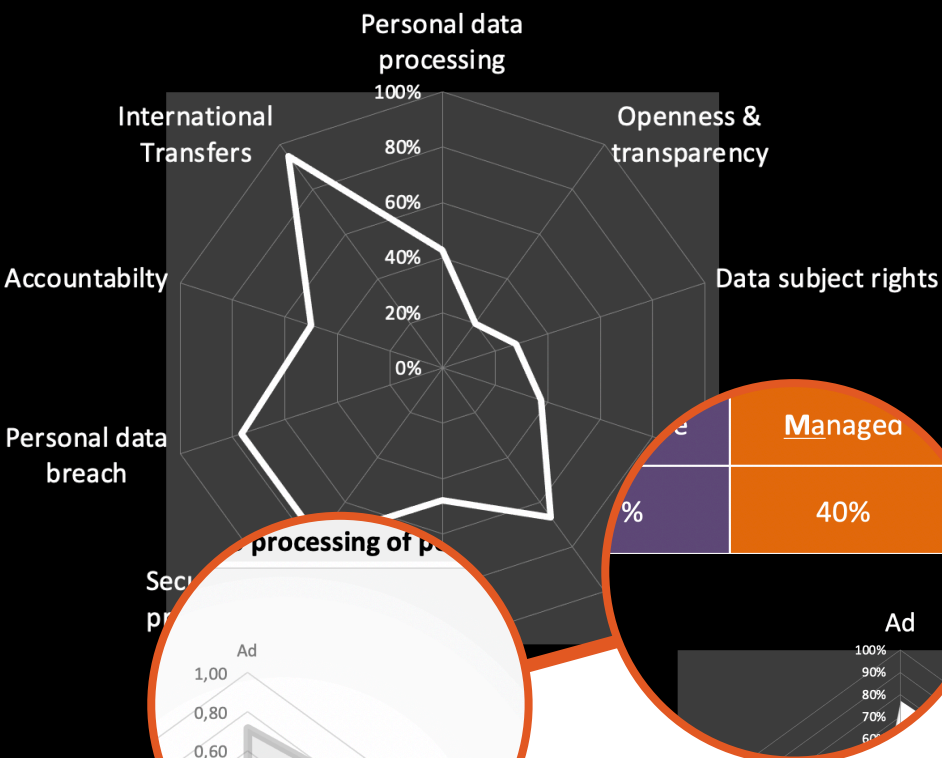 Personal data
processing
100%
International
Transfers
Openness &
transparency
80%
60%
40%
Accountabilty
Data subject rights
20%
0%
Managed
Personal data
breach
%
40%
processing of
Ad
Ad
100%
1,00
90%
80%
0,80
70%
0,60